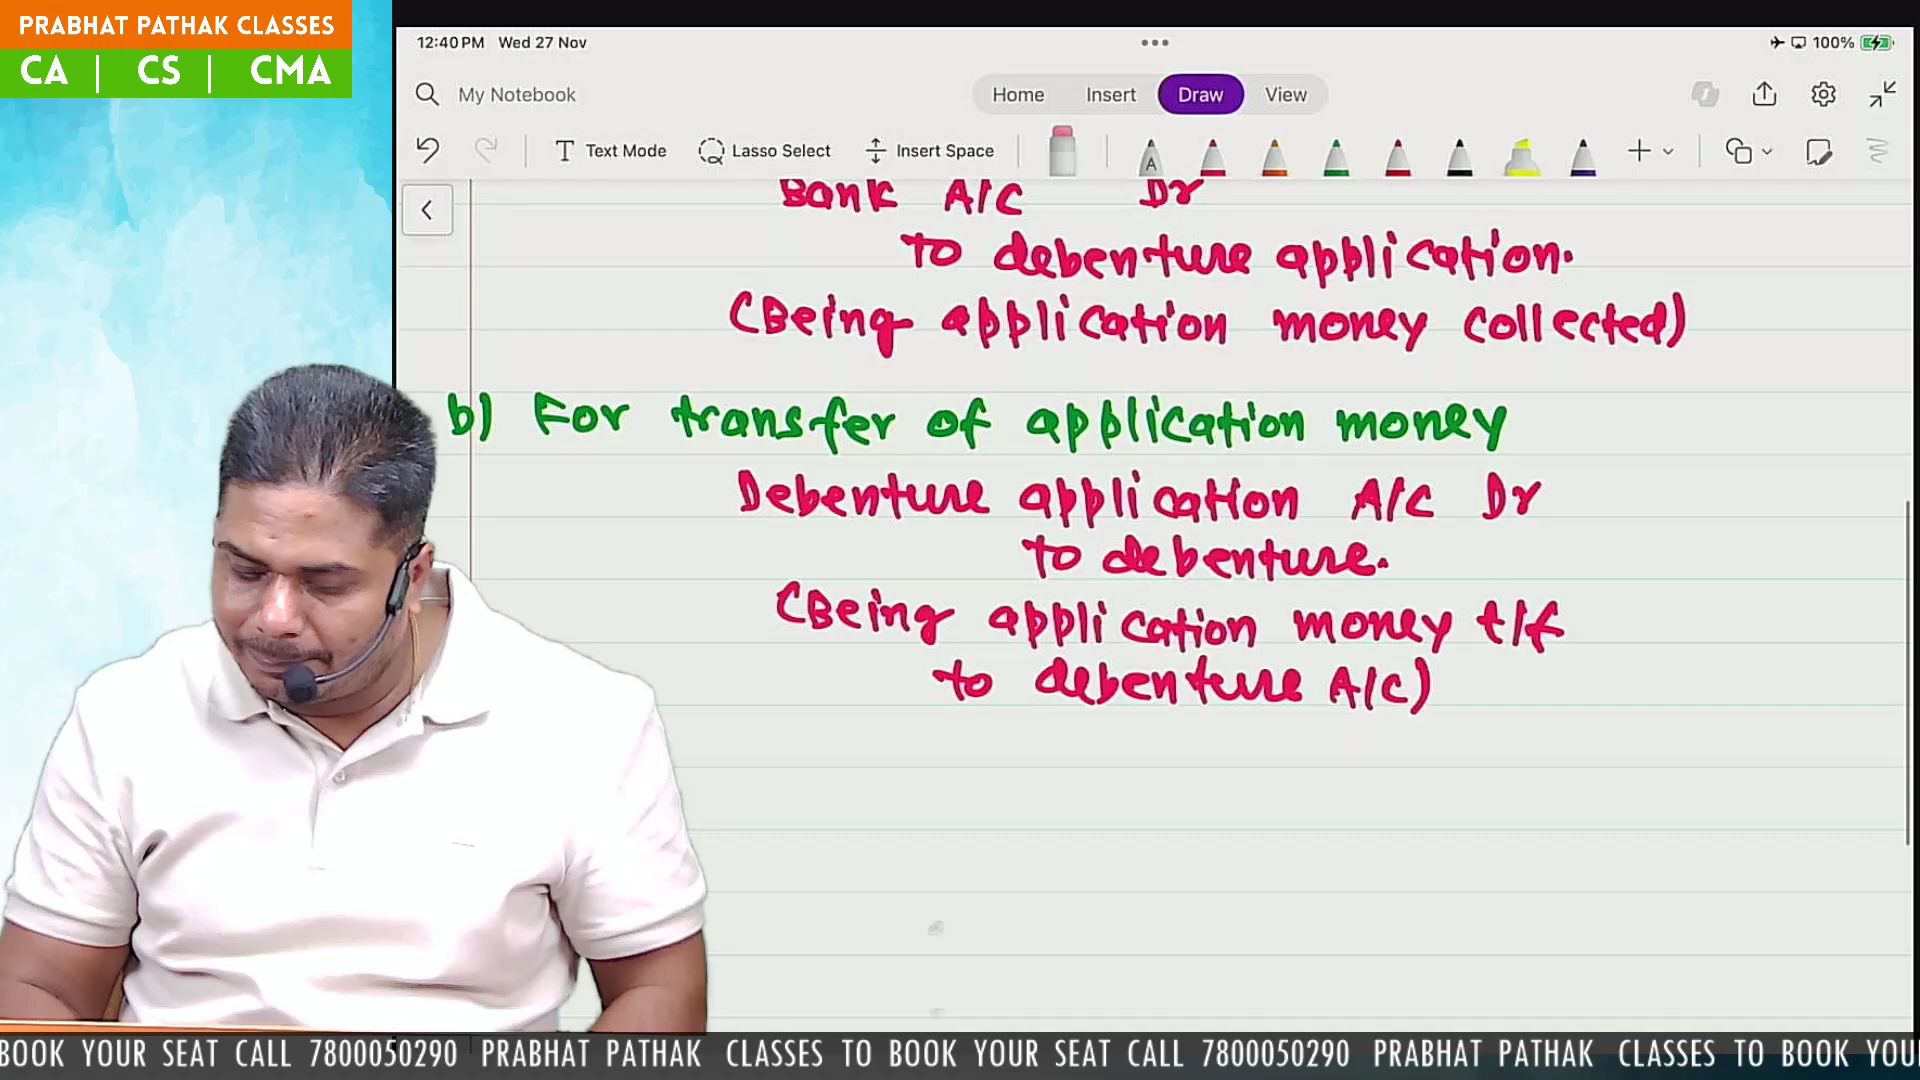 PRABHAT PATHAK CLASSES
CA | CS | CMA
12:40 PM Wed 27 Nov
100%
My Notebook
Home Insert Draw View
Text Mode Lasso Select Insert Space
A
Bank A/C Dr
To debenture application.
(Being application money collected)
b) For transfer of application money
Debenture application A/C Dr
To debenture.
(Being application money t/f
to debenture A/C)
BOOK YOUR SEAT CALL 7800050290 PRABHAT PATHAK CLASSES TO BOOK YOUR SEAT CALL 7800050290 PRABHAT PATHAK CLASSES TO BOOK YOU